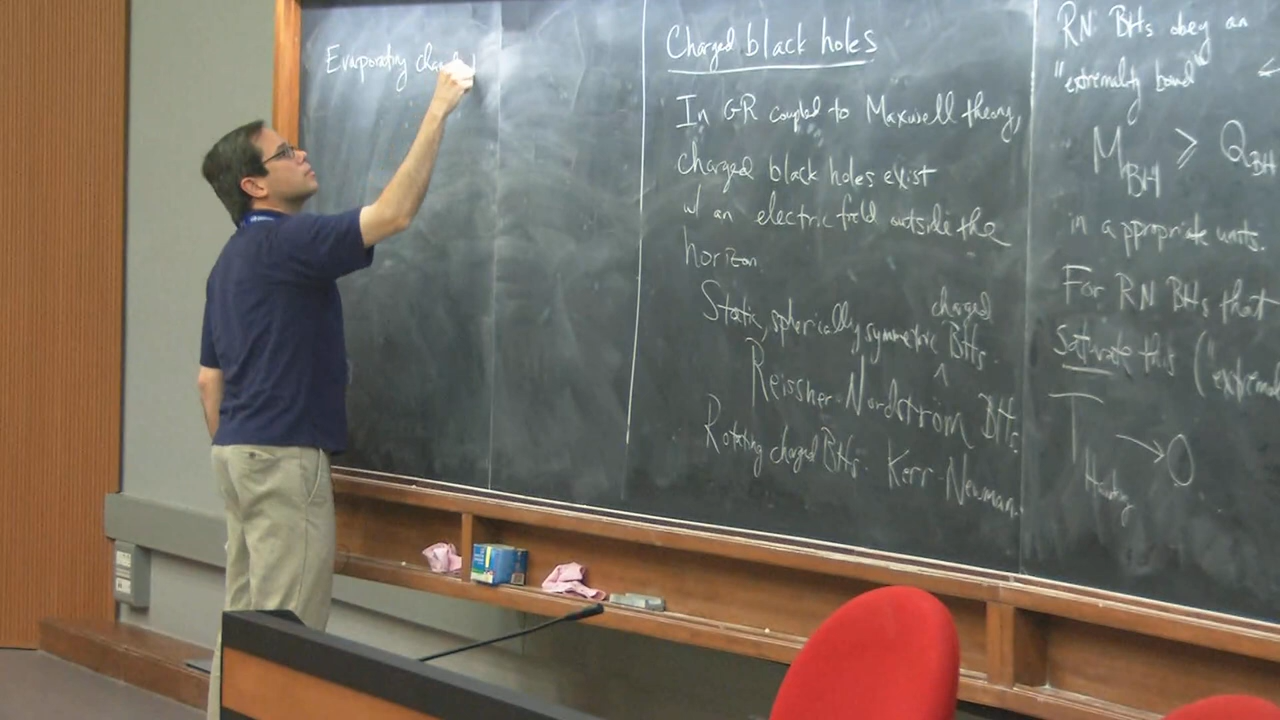 Evaporating
Charged black holes
In GR coupled to Maxwell theory,
charged black holes exist
w/ an electric field outside the
horizon
Static, spherically symmetric charged BHs.
Reissner-Nordström BHs.
Rotating charged BHs. Kerr-Newman.
RN BHs obey an
"extremality bound"
M_BH ≥ Q_BH
in appropriate units.
For RN BHs that
saturate this ("extremal
T_Hawking → 0